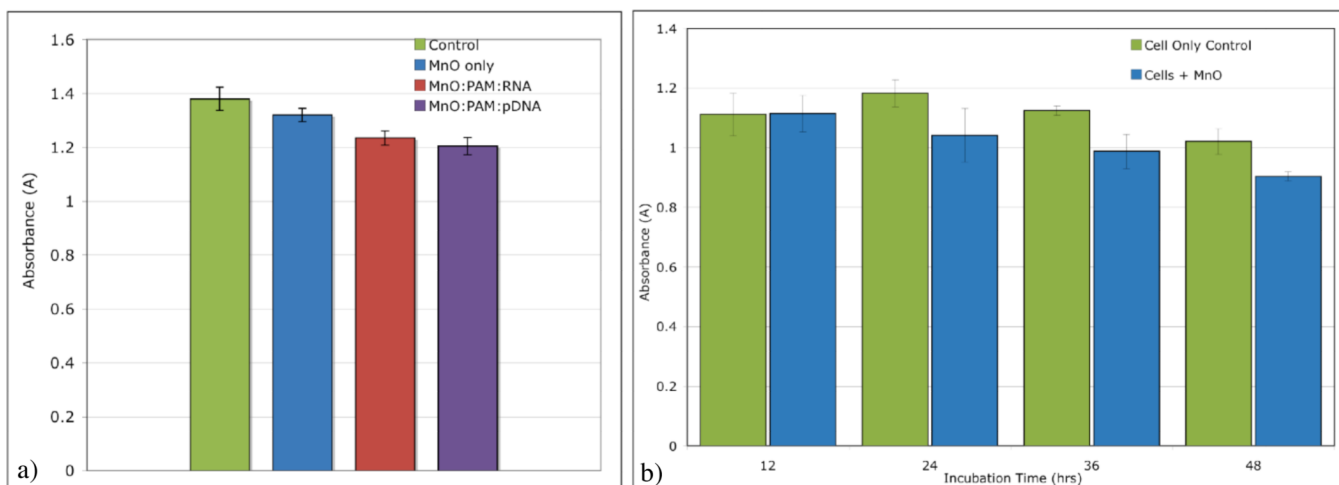 1.6
1.4
1.2
1
0.8
0.6
0.4
0.2
0
Absorbance (A)
Control
MnO only
MnO:PAM:RNA
MnO:PAM:pDNA
a)
1.4
1.2
1
0.8
0.6
0.4
0.2
0
Absorbance (A)
Cell Only Control
Cells + MnO
12 24 36 48
Incubation Time (hrs)
b)